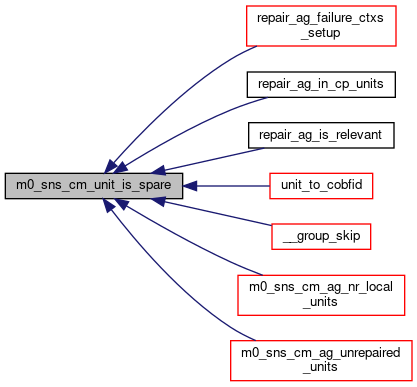 repair_ag_failure_ctxs
_setup
repair_ag_in_cp_units
repair_ag_is_relevant
m0_sns_cm_unit_is_spare
unit_to_cobfid
__group_skip
m0_sns_cm_ag_nr_local
_units
m0_sns_cm_ag_unrepaired
_units